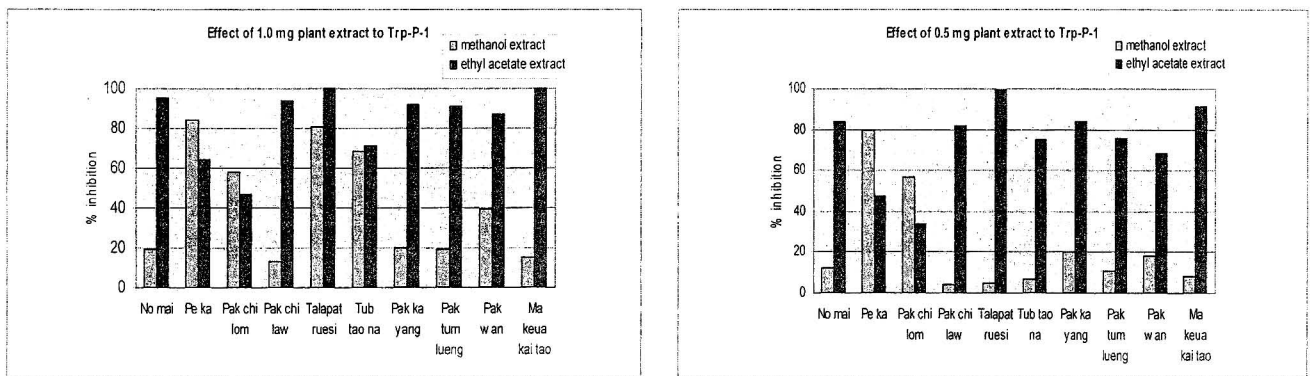 Effect of 1.0 mg plant extract to Trp-P-1
methanol extract
ethyl acetate extract
% inhibition
100
80
60
40
20
0
No mai
Pe ka
Pak chi
lom
Pak chi
law
Talapat
ruesi
Tub
tao na
Pak ka
yang
Pak
tum
lueng
Pak
wan
Ma
keua
kai tao
Effect of 0.5 mg plant extract to Trp-P-1
methanol extract
ethyl acetate extract
% inhibition
100
80
60
40
20
0
No mai
Pe ka
Pak chi
lom
Pak chi
law
Talapat
ruesi
Tub tao
na
Pak ka
yang
Pak
tum
lueng
Pak
wan
Ma
keua
kai tao